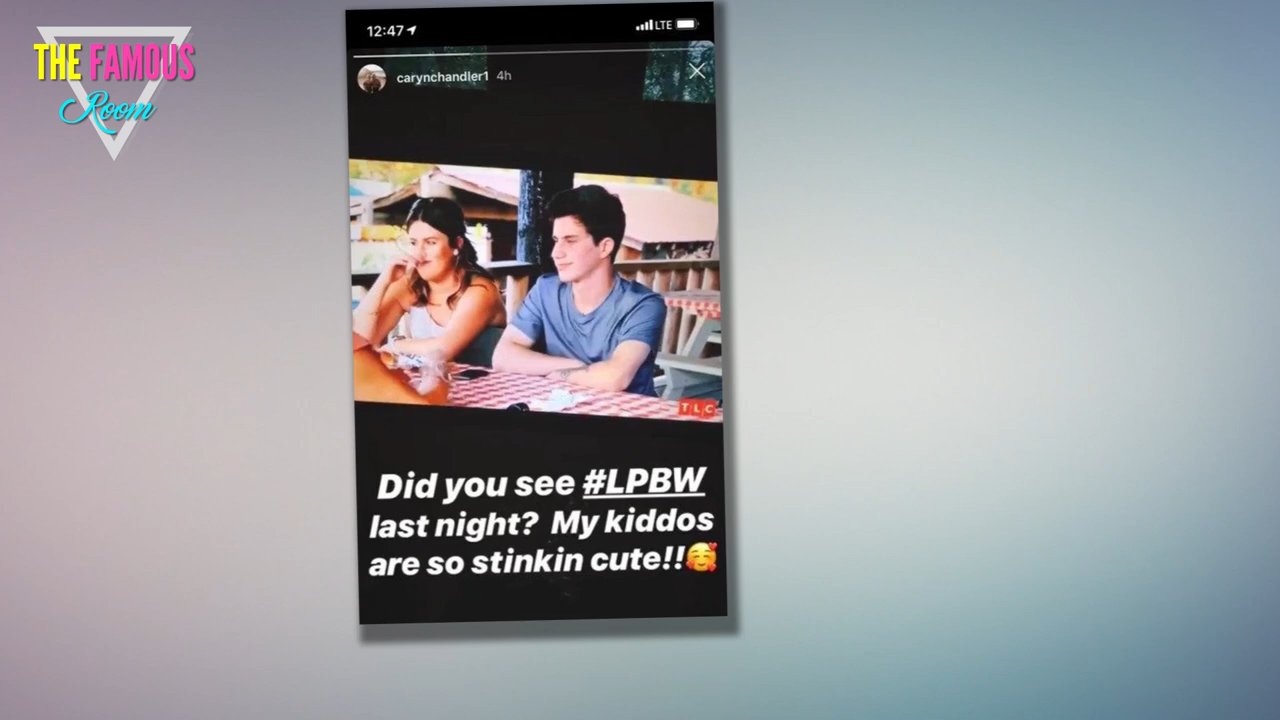 THE FAMOUS
Room
12:47
LTE
carynchandler1 4h
TLC
Did you see #LPBW
last night? My kiddos
are so stinkin cute!!🥰